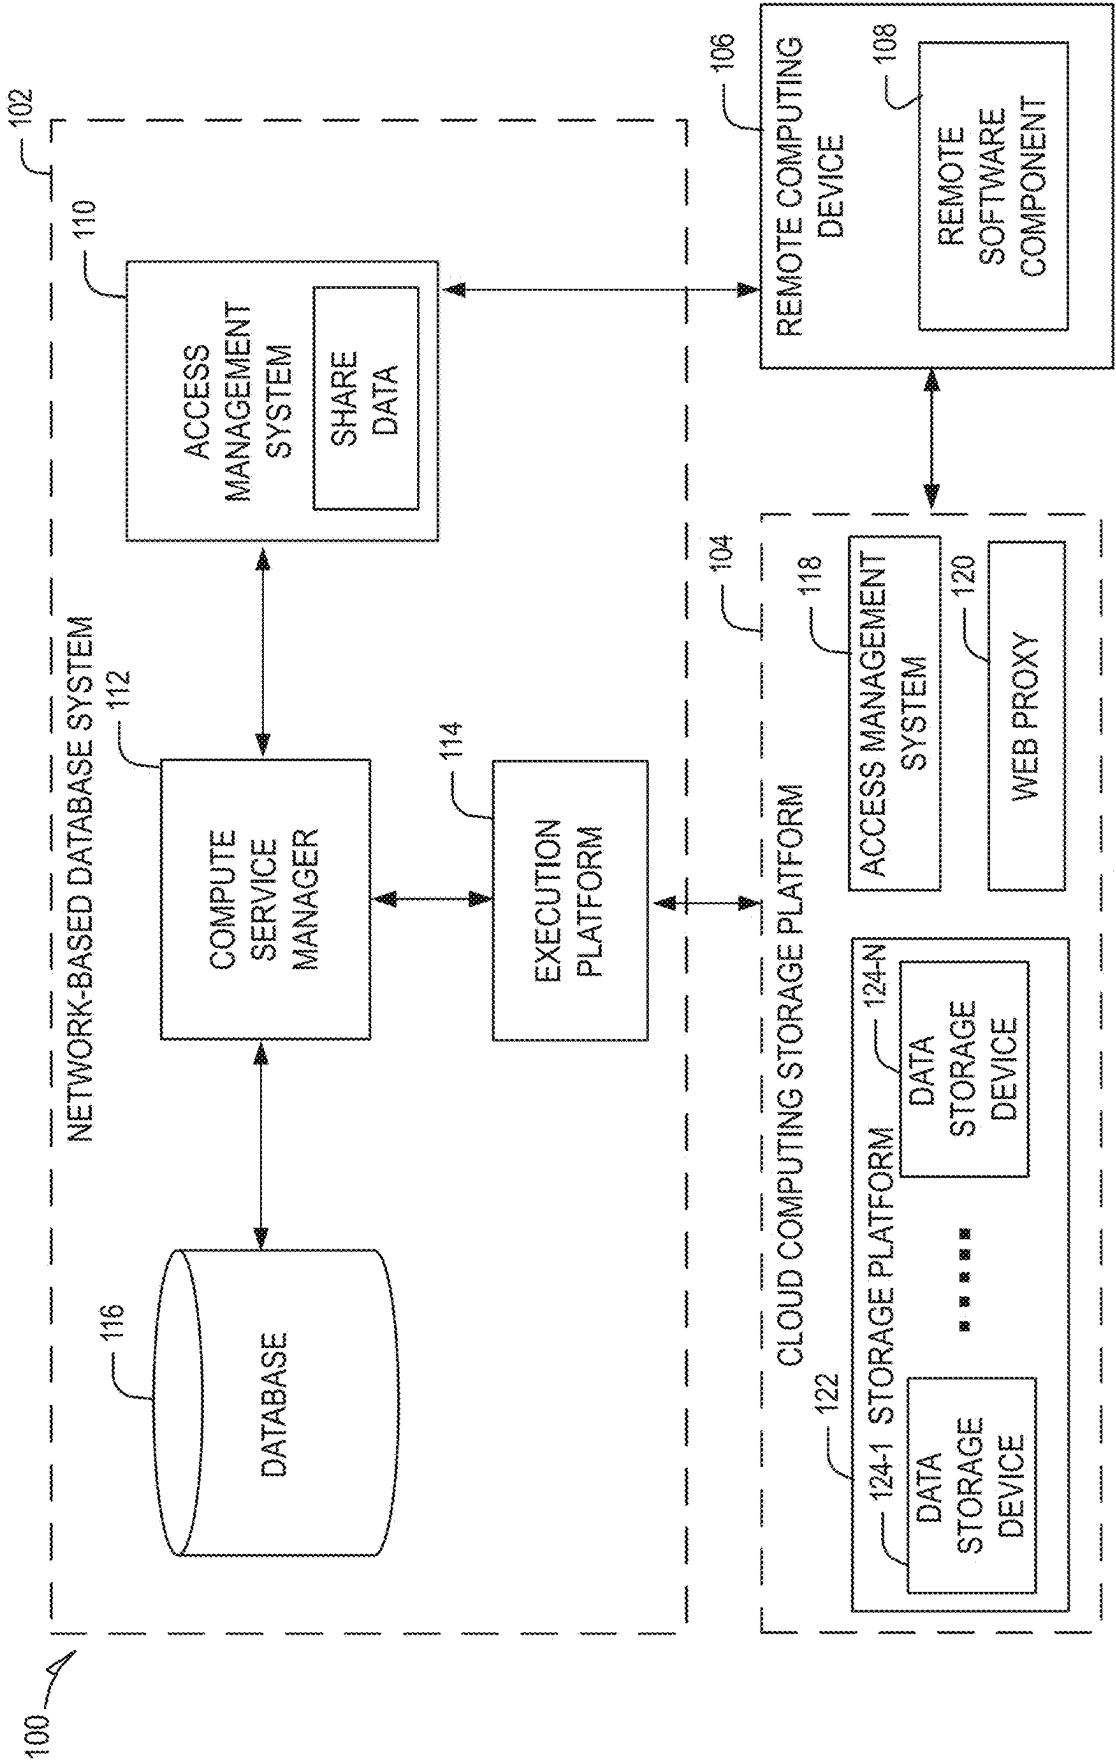 100
102
NETWORK-BASED DATABASE SYSTEM
116
DATABASE
112
COMPUTE
SERVICE
MANAGER
110
ACCESS
MANAGEMENT
SYSTEM
SHARE
DATA
114
EXECUTION
PLATFORM
104
CLOUD COMPUTING STORAGE PLATFORM
122
124-1
STORAGE PLATFORM
124-N
DATA
STORAGE
DEVICE
DATA
STORAGE
DEVICE
118
ACCESS MANAGEMENT
SYSTEM
120
WEB PROXY
106
REMOTE COMPUTING
DEVICE
108
REMOTE
SOFTWARE
COMPONENT